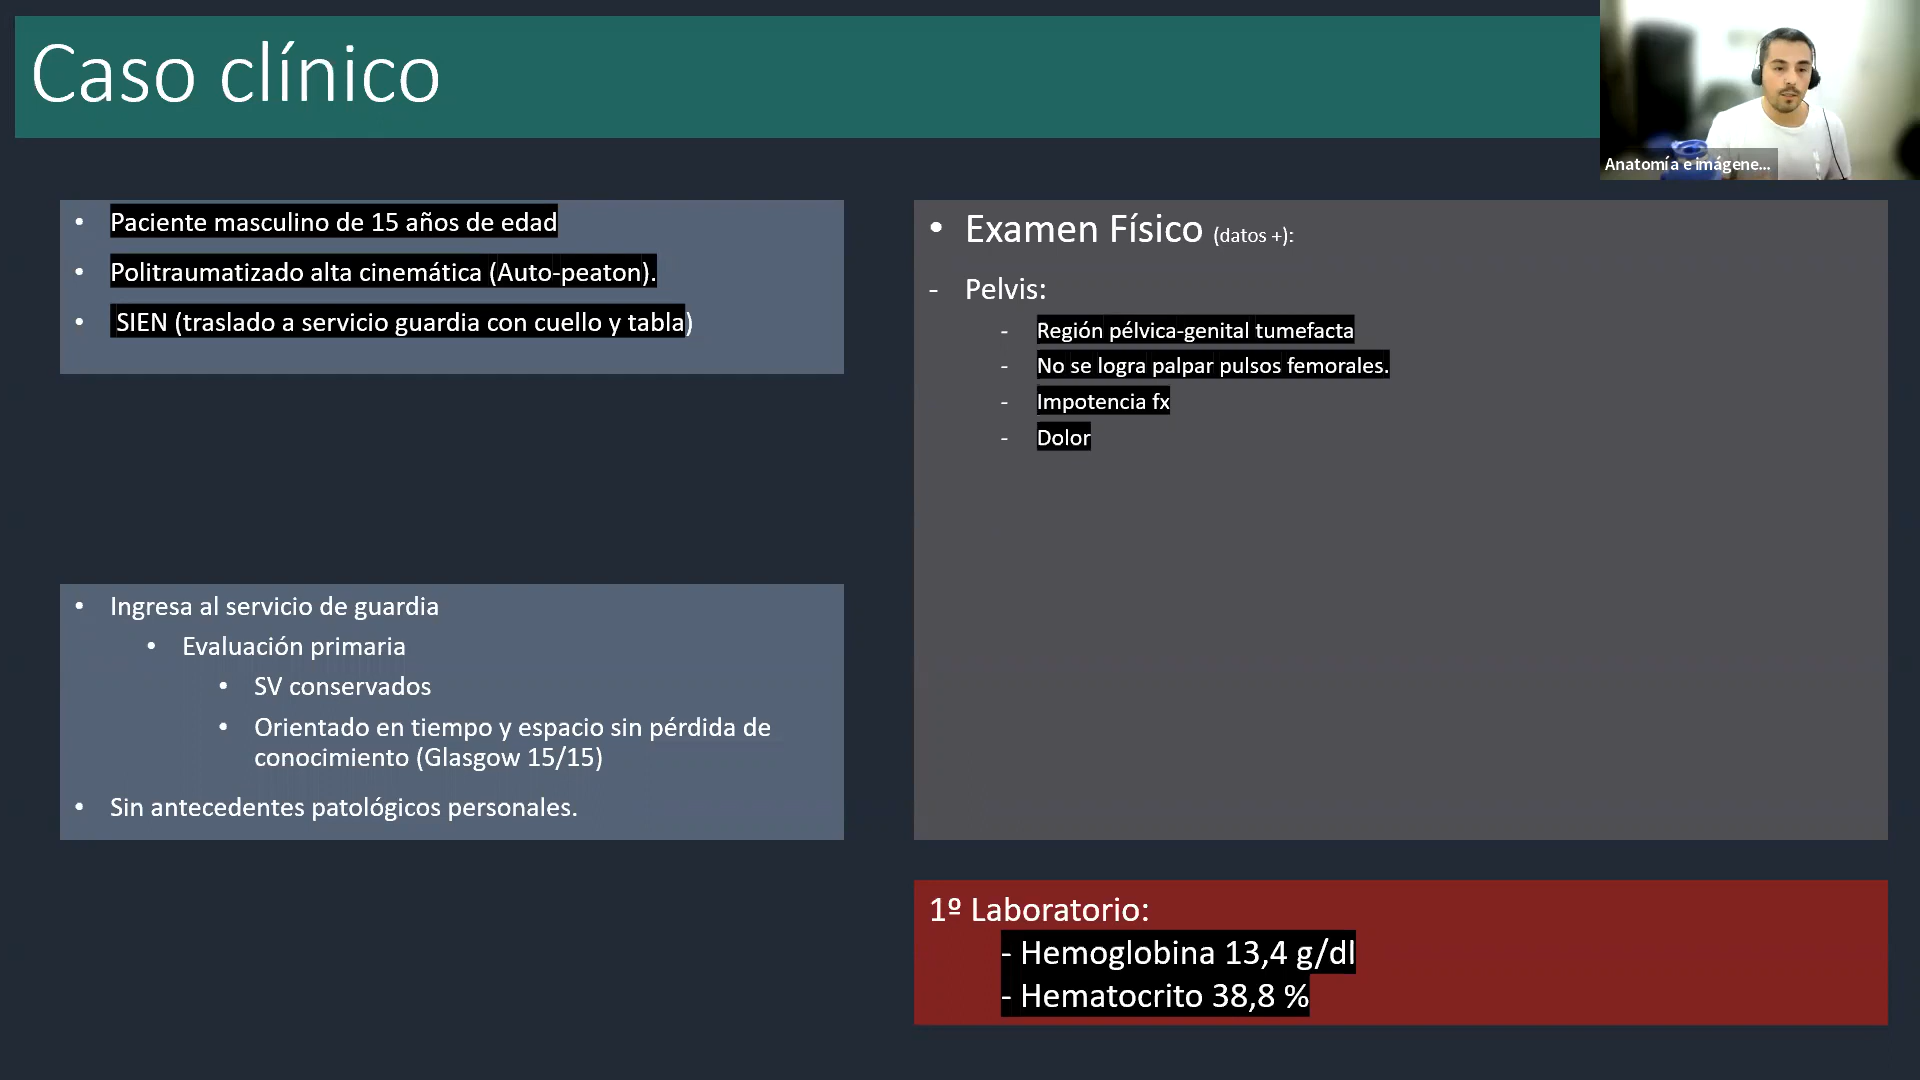 Caso clínico
Anatomía e imágene...
• Paciente masculino de 15 años de edad
• Politraumatizado alta cinemática (Auto-peaton).
• SIEN (traslado a servicio guardia con cuello y tabla)
• Ingresa al servicio de guardia
• Evaluación primaria
• SV conservados
• Orientado en tiempo y espacio sin pérdida de
conocimiento (Glasgow 15/15)
• Sin antecedentes patológicos personales.
• Examen Físico (datos +):
- Pelvis:
- Región pélvica-genital tumefacta
- No se logra palpar pulsos femorales.
- Impotencia fx
- Dolor
1º Laboratorio:
- Hemoglobina 13,4 g/dl
- Hematocrito 38,8 %